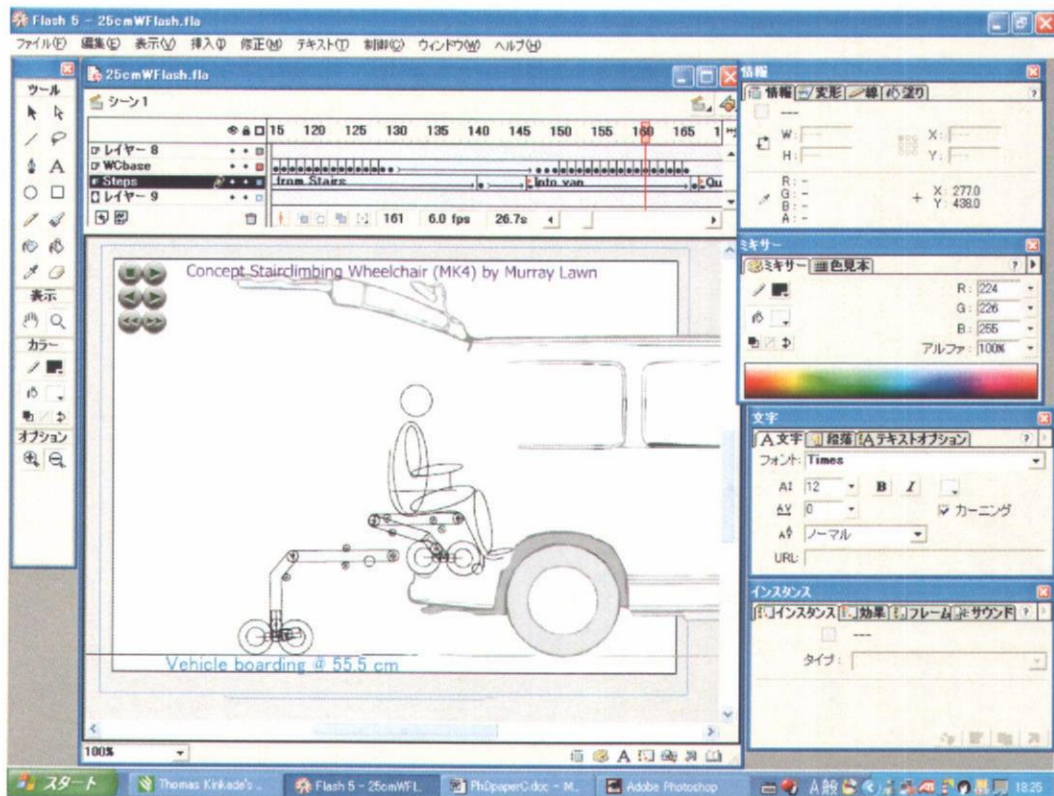 Flash 5 - 25cmWFlash.fla
ファイル(F) 編集(E) 表示(V) 挿入(I) 修正(M) テキスト(T) 制御(C) ウィンドウ(W) ヘルプ(H)
ツール
表示
カラー
オプション
25cmWFlash.fla
シーン1
15 120 125 130 135 140 145 150 155 160 165 1
レイヤー 8
WCbase
Steps
from Stairs
Into van
Ou
レイヤー 9
161 6.0 fps 26.7s
Concept Stairclimbing Wheelchair (MK4) by Murray Lawn
Vehicle boarding @ 55.5 cm
100%
情報
情報 変形 線 塗り ?
---
W:
H:
X:
Y:
R: -
G: -
B: -
A: -
X: 277.0
Y: 438.0
ミキサー
ミキサー 色見本 ?
R: 224
G: 226
B: 255
アルファ: 100%
文字
A 文字 段落 テキストオプション ?
フォント: Times
12 B I
0 カーニング
ノーマル
URL:
インスタンス
インスタンス 効果 フレーム サウンド ?
---
タイプ:
スタート Thomas Kinkade's .. Flash 5 - 25cmWFL.. PhDpaperC.doc - M.. Adobe Photoshop A 般 18:26